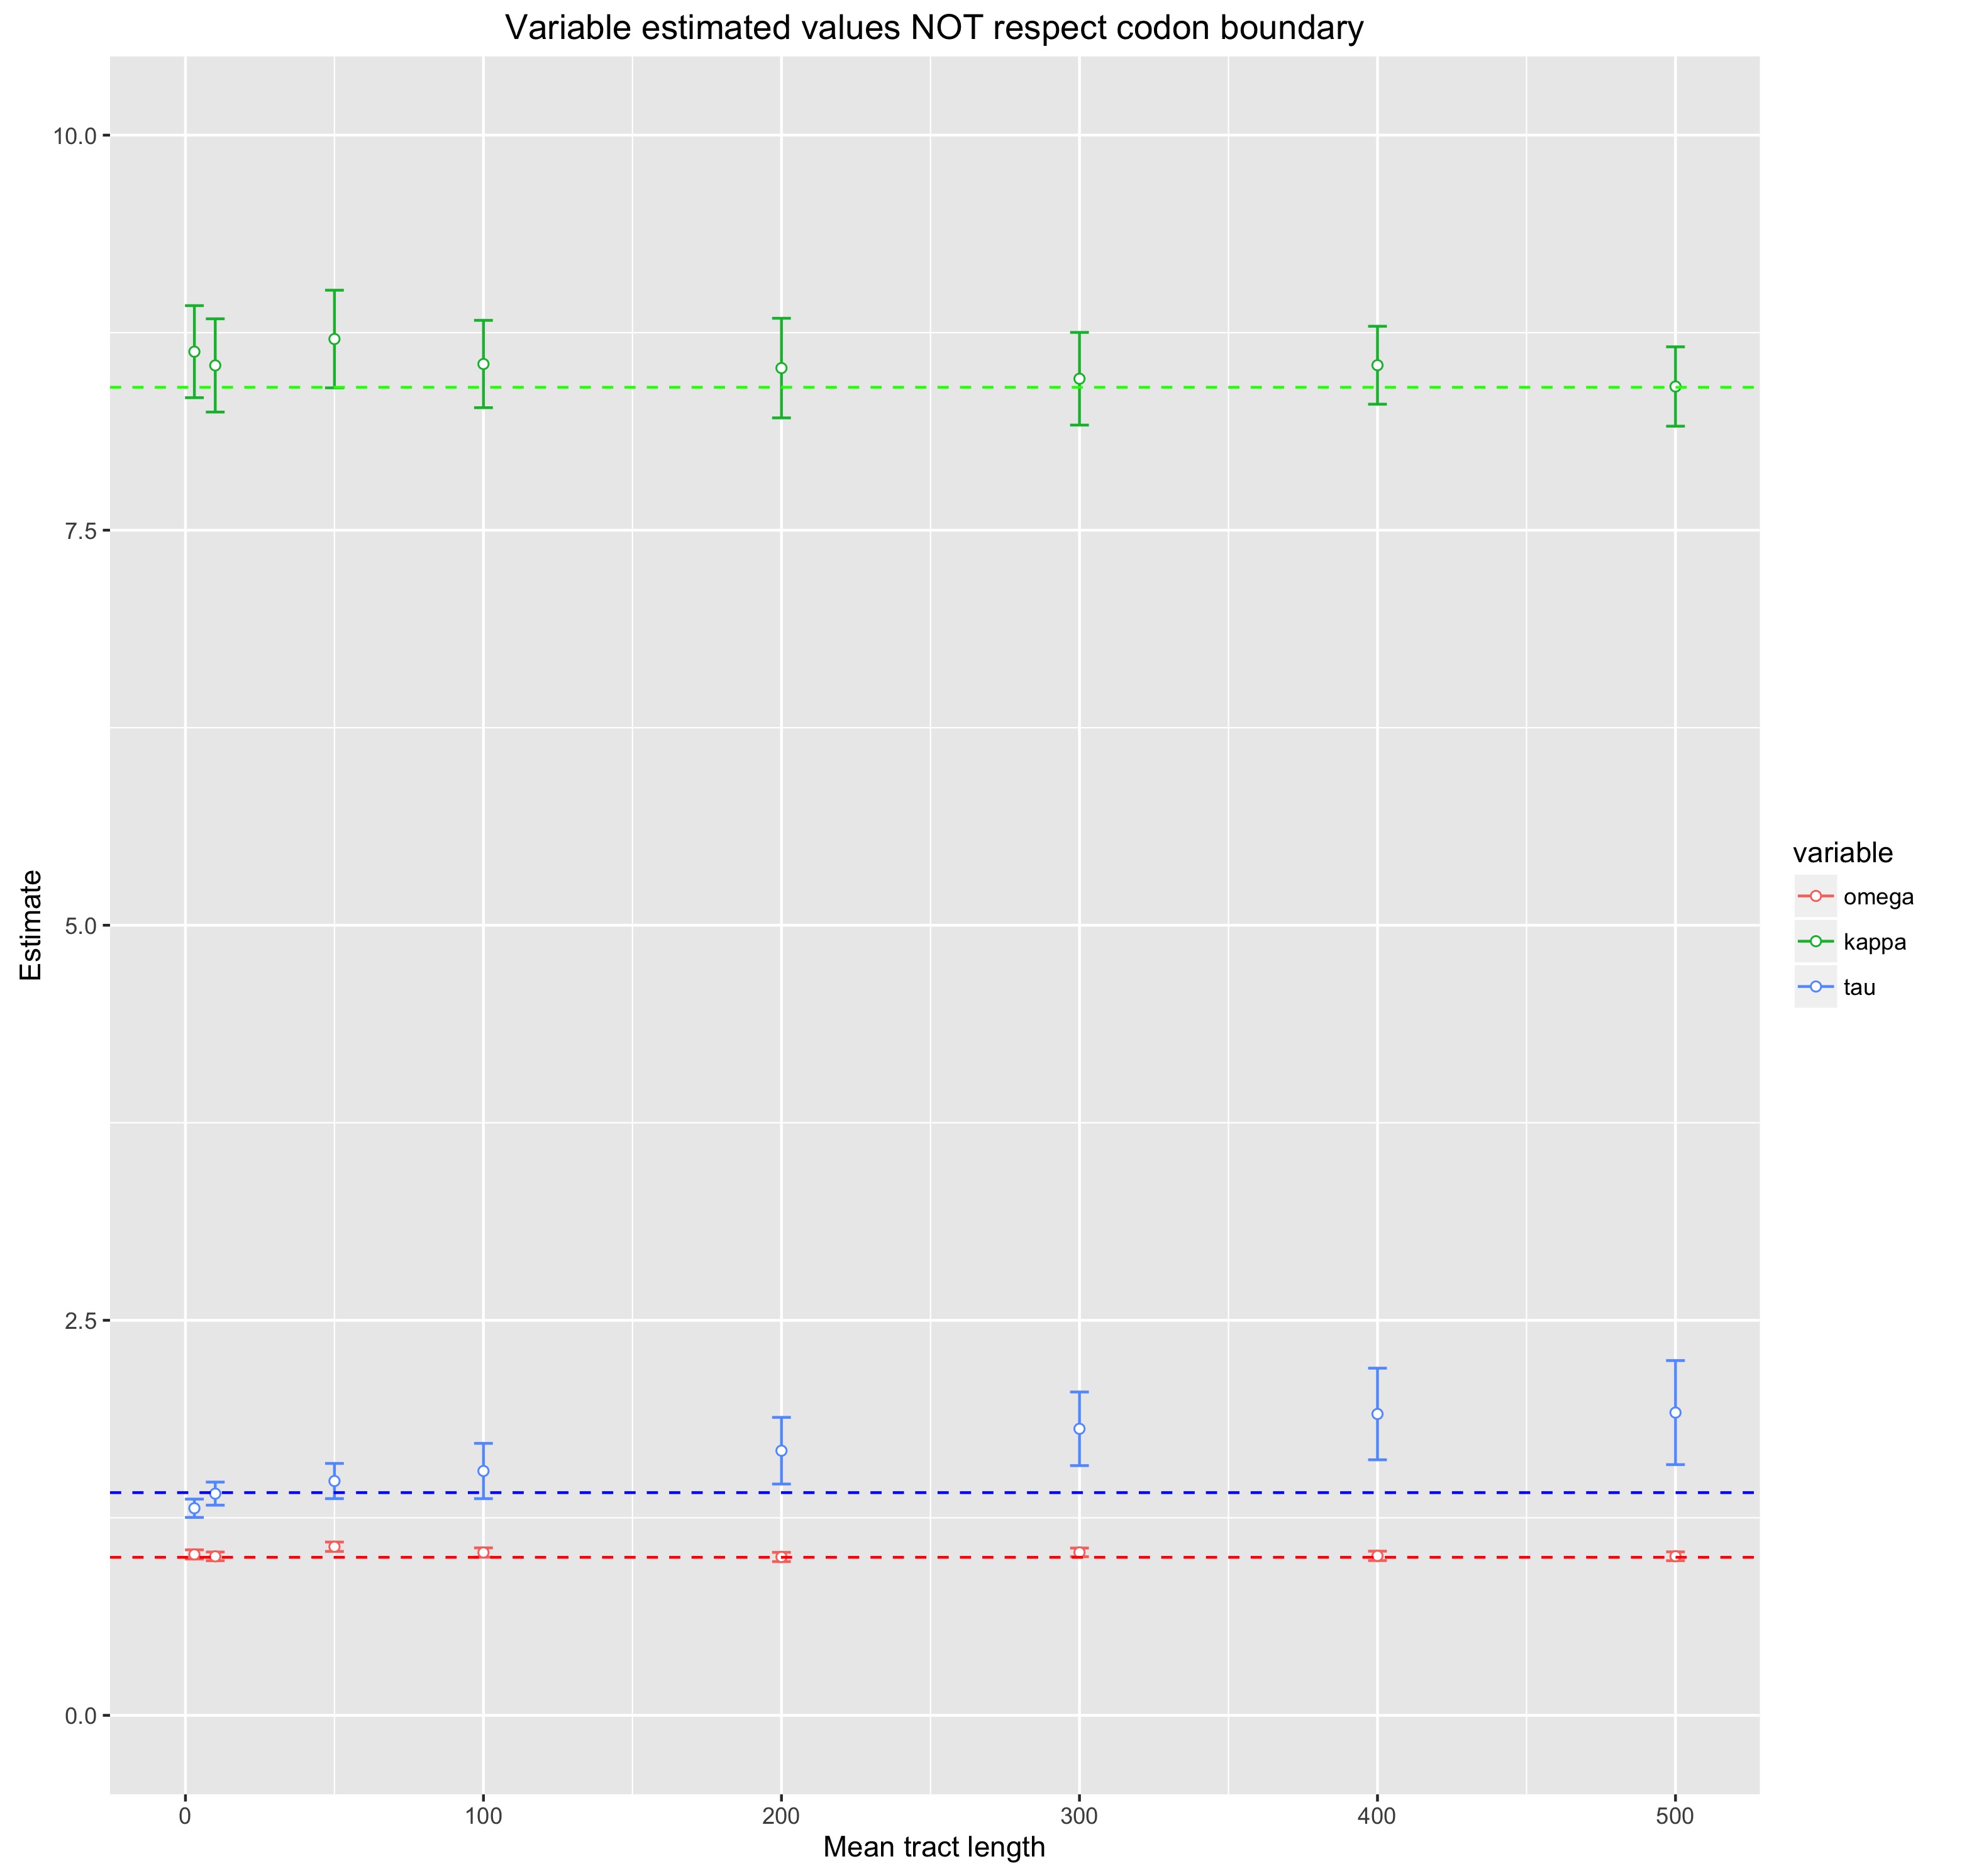 Variable estimated values NOT respect codon boundary
10.0
7.5
5.0
2.5
0.0
Estimate
0 100 200 300 400 500
Mean tract length
variable
omega
kappa
tau